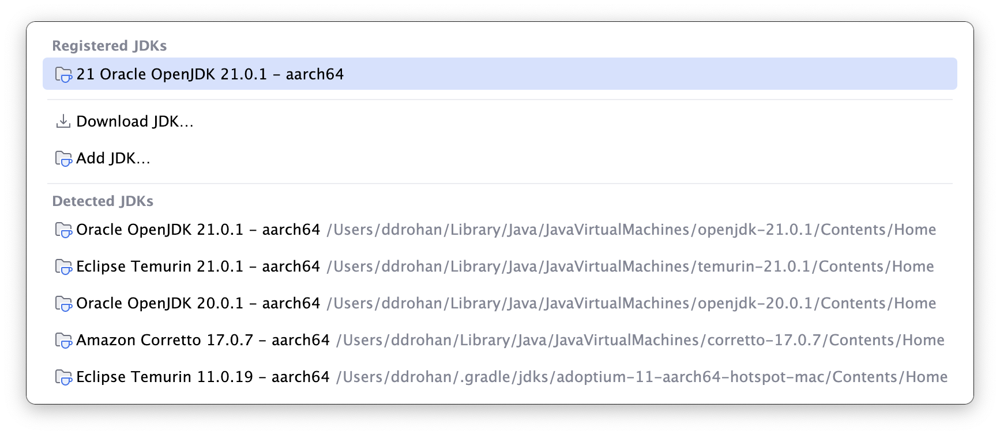 Registered JDKs
21 Oracle OpenJDK 21.0.1 – aarch64
Download JDK…
Add JDK…
Detected JDKs
Oracle OpenJDK 21.0.1 – aarch64 /Users/ddrohan/Library/Java/JavaVirtualMachines/openjdk-21.0.1/Contents/Home
Eclipse Temurin 21.0.1 – aarch64 /Users/ddrohan/Library/Java/JavaVirtualMachines/temurin-21.0.1/Contents/Home
Oracle OpenJDK 20.0.1 – aarch64 /Users/ddrohan/Library/Java/JavaVirtualMachines/openjdk-20.0.1/Contents/Home
Amazon Corretto 17.0.7 – aarch64 /Users/ddrohan/Library/Java/JavaVirtualMachines/corretto-17.0.7/Contents/Home
Eclipse Temurin 11.0.19 – aarch64 /Users/ddrohan/.gradle/jdks/adoptium-11-aarch64-hotspot-mac/Contents/Home